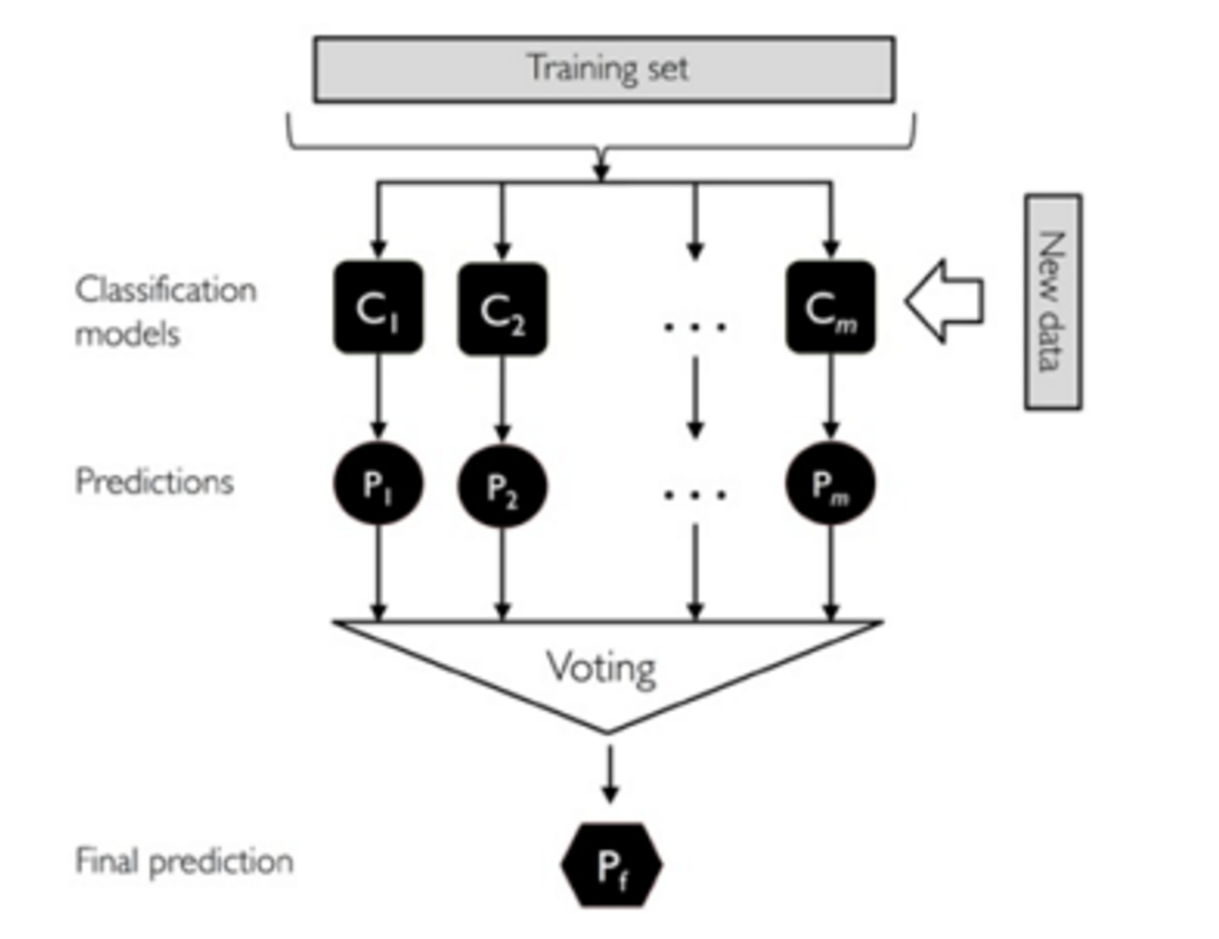 Training set
Classification
models
C1
C2
...
Cm
New data
Predictions
P1
P2
...
Pm
Voting
Final prediction
Pf